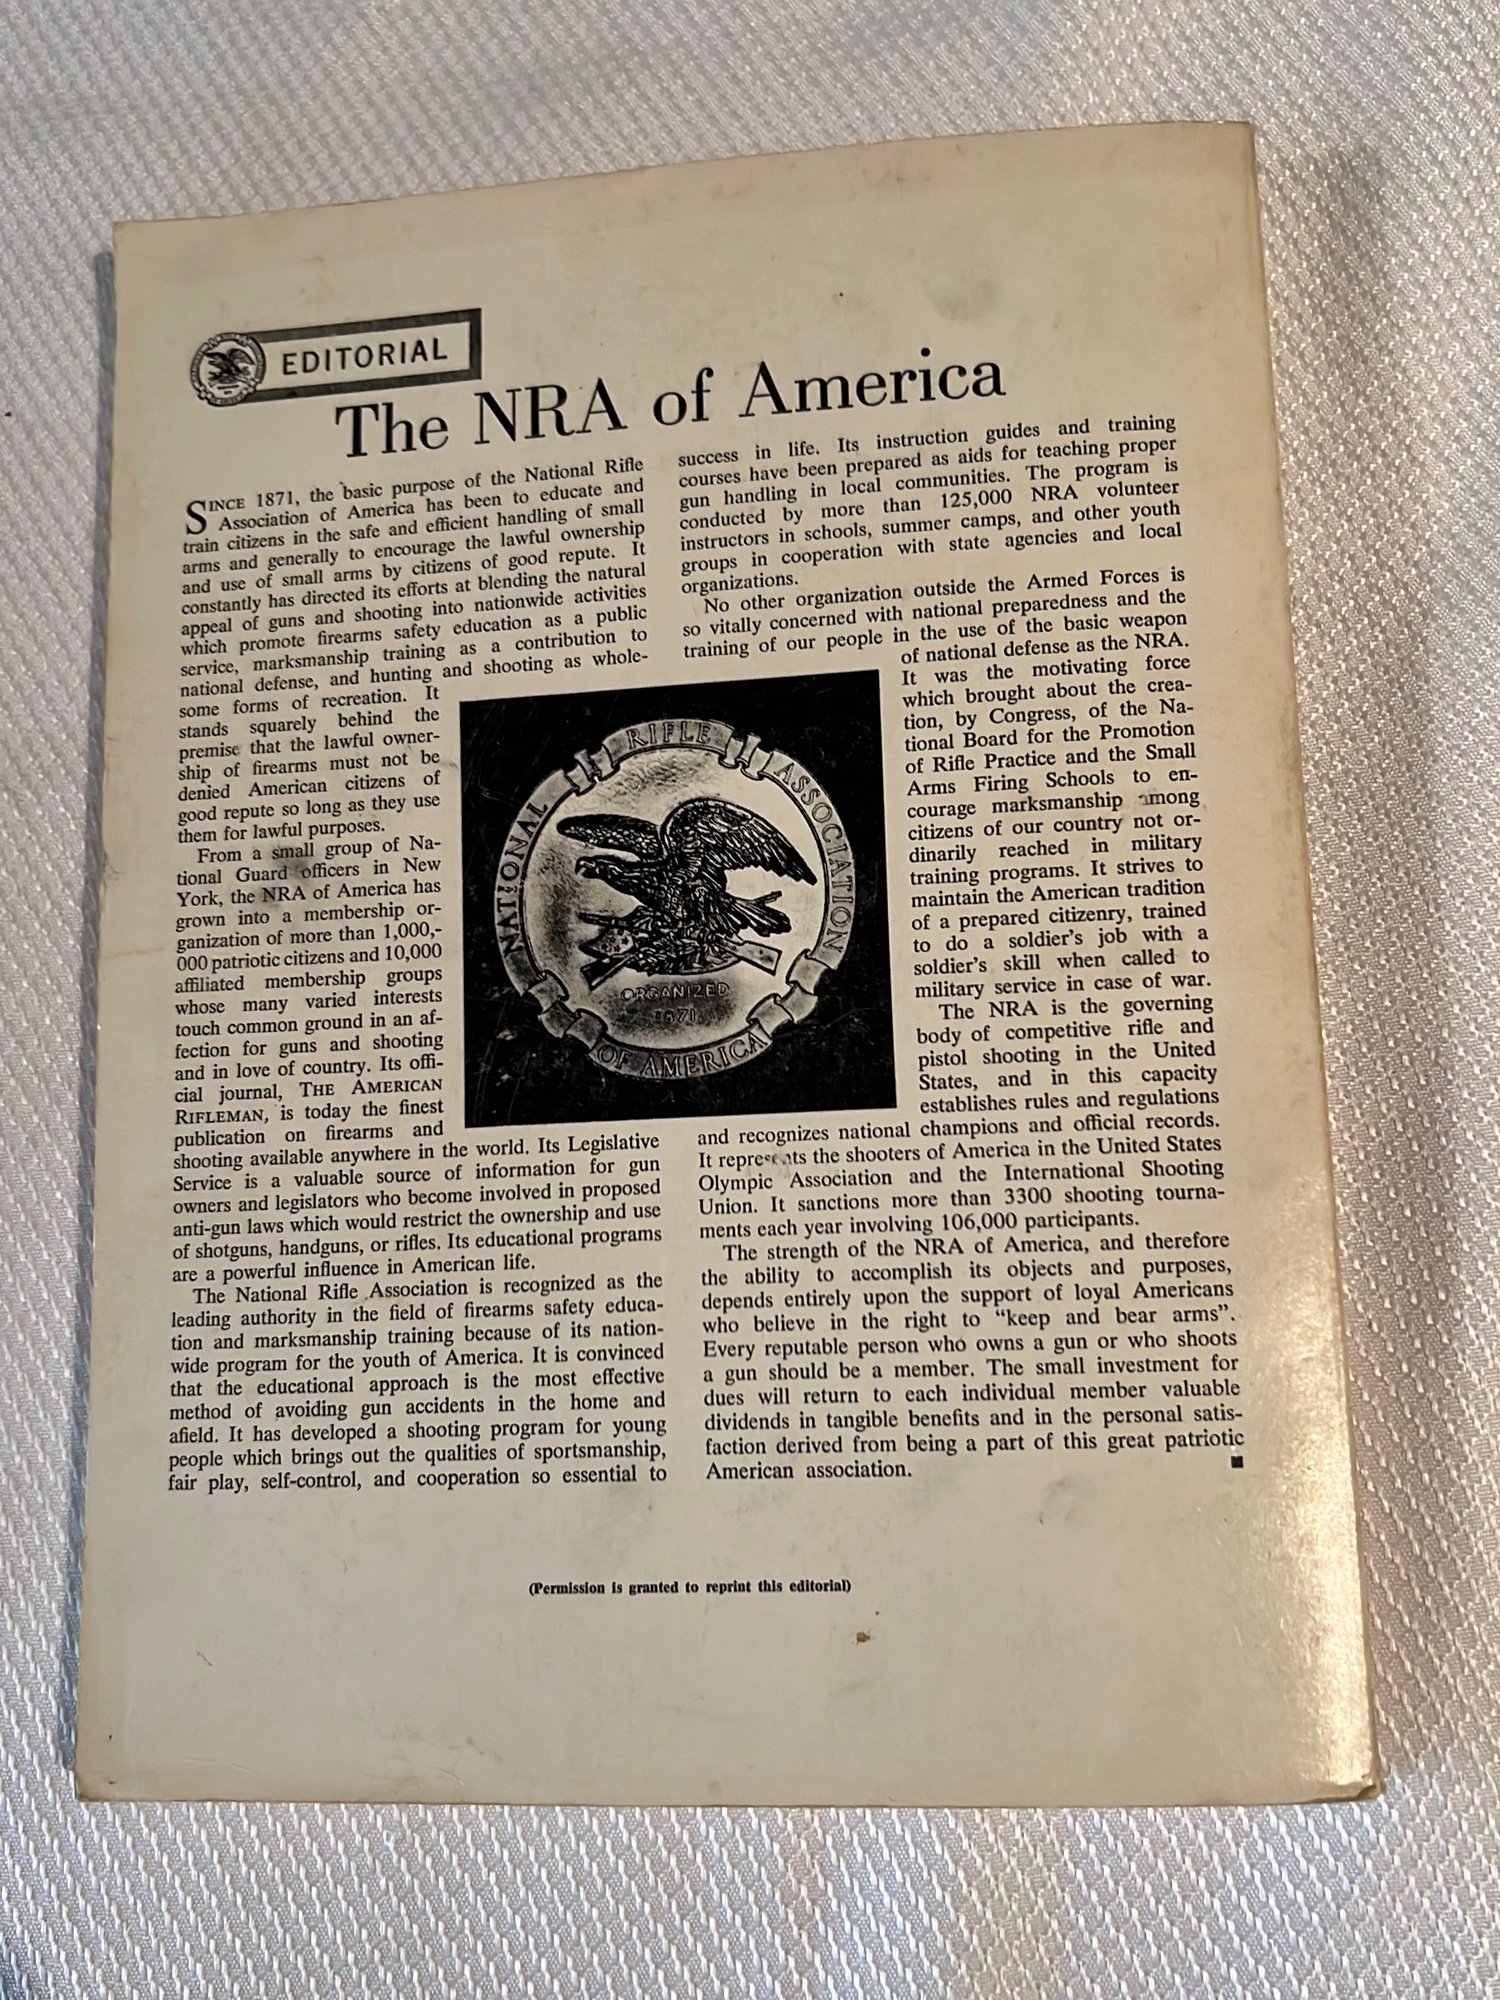 EDITORIAL
The NRA of America
SINCE 1871, the basic purpose of the National Rifle
Association of America has been to educate and
train citizens in the safe and efficient handling of small
arms and generally to encourage the lawful ownership
and use of small arms by citizens of good repute. It
constantly has directed its efforts at blending the natural
appeal of guns and shooting into nationwide activities
which promote firearms safety education as a public
service, marksmanship training as a contribution to
national defense, and hunting and shooting as whole-
some forms of recreation. It
stands squarely behind the
premise that the lawful owner-
ship of firearms must not be
denied American citizens of
good repute so long as they use
them for lawful purposes.
From a small group of Na-
tional Guard officers in New
York, the NRA of America has
grown into a membership or-
ganization of more than 1,000,-
000 patriotic citizens and 10,000
affiliated membership groups
whose many varied interests
touch common ground in an af-
fection for guns and shooting
and in love of country. Its offi-
cial journal, THE AMERICAN
RIFLEMAN, is today the finest
publication on firearms and
shooting available anywhere in the world. Its Legislative
Service is a valuable source of information for gun
owners and legislators who become involved in proposed
anti-gun laws which would restrict the ownership and use
of shotguns, handguns, or rifles. Its educational programs
are a powerful influence in American life.
The National Rifle Association is recognized as the
leading authority in the field of firearms safety educa-
tion and marksmanship training because of its nation-
wide program for the youth of America. It is convinced
that the educational approach is the most effective
method of avoiding gun accidents in the home and
afield. It has developed a shooting program for young
people which brings out the qualities of sportsmanship,
fair play, self-control, and cooperation so essential to
success in life. Its instruction guides and training
courses have been prepared as aids for teaching proper
gun handling in local communities. The program is
conducted by more than 125,000 NRA volunteer
instructors in schools, summer camps, and other youth
groups in cooperation with state agencies and local
organizations.
No other organization outside the Armed Forces is
so vitally concerned with national preparedness and the
training of our people in the use of the basic weapon
of national defense as the NRA.
It was the motivating force
which brought about the crea-
tion, by Congress, of the Na-
tional Board for the Promotion
of Rifle Practice and the Small
Arms Firing Schools to en-
courage marksmanship among
citizens of our country not or-
dinarily reached in military
training programs. It strives to
maintain the American tradition
of a prepared citizenry, trained
to do a soldier's job with a
soldier's skill when called to
military service in case of war.
The NRA is the governing
body of competitive rifle and
pistol shooting in the United
States, and in this capacity
establishes rules and regulations
and recognizes national champions and official records.
It represents the shooters of America in the United States
Olympic Association and the International Shooting
Union. It sanctions more than 3300 shooting tourna-
ments each year involving 106,000 participants.
The strength of the NRA of America, and therefore
the ability to accomplish its objects and purposes,
depends entirely upon the support of loyal Americans
who believe in the right to "keep and bear arms".
Every reputable person who owns a gun or who shoots
a gun should be a member. The small investment for
dues will return to each individual member valuable
dividends in tangible benefits and in the personal satis-
faction derived from being a part of this great patriotic
American association.
NATIONAL RIFLE ASSOCIATION
ORGANIZED
1871
OF AMERICA
(Permission is granted to reprint this editorial)